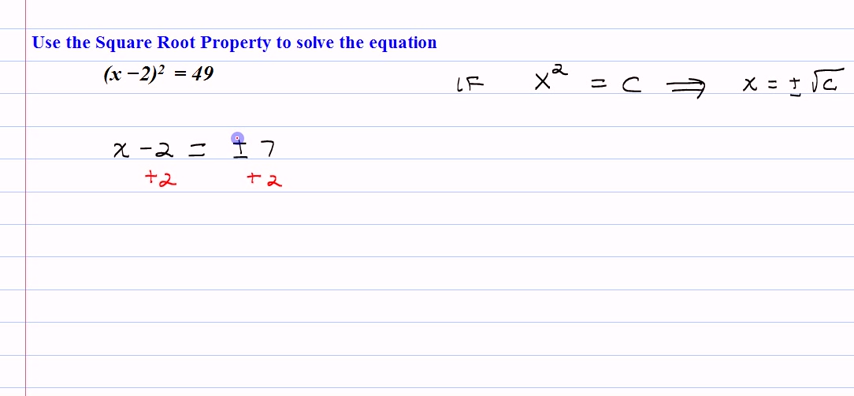 Use the Square Root Property to solve the equation
(x −2)² = 49
IF x² = C ⟹ x = ± √C
x − 2 = ± 7
+2 +2